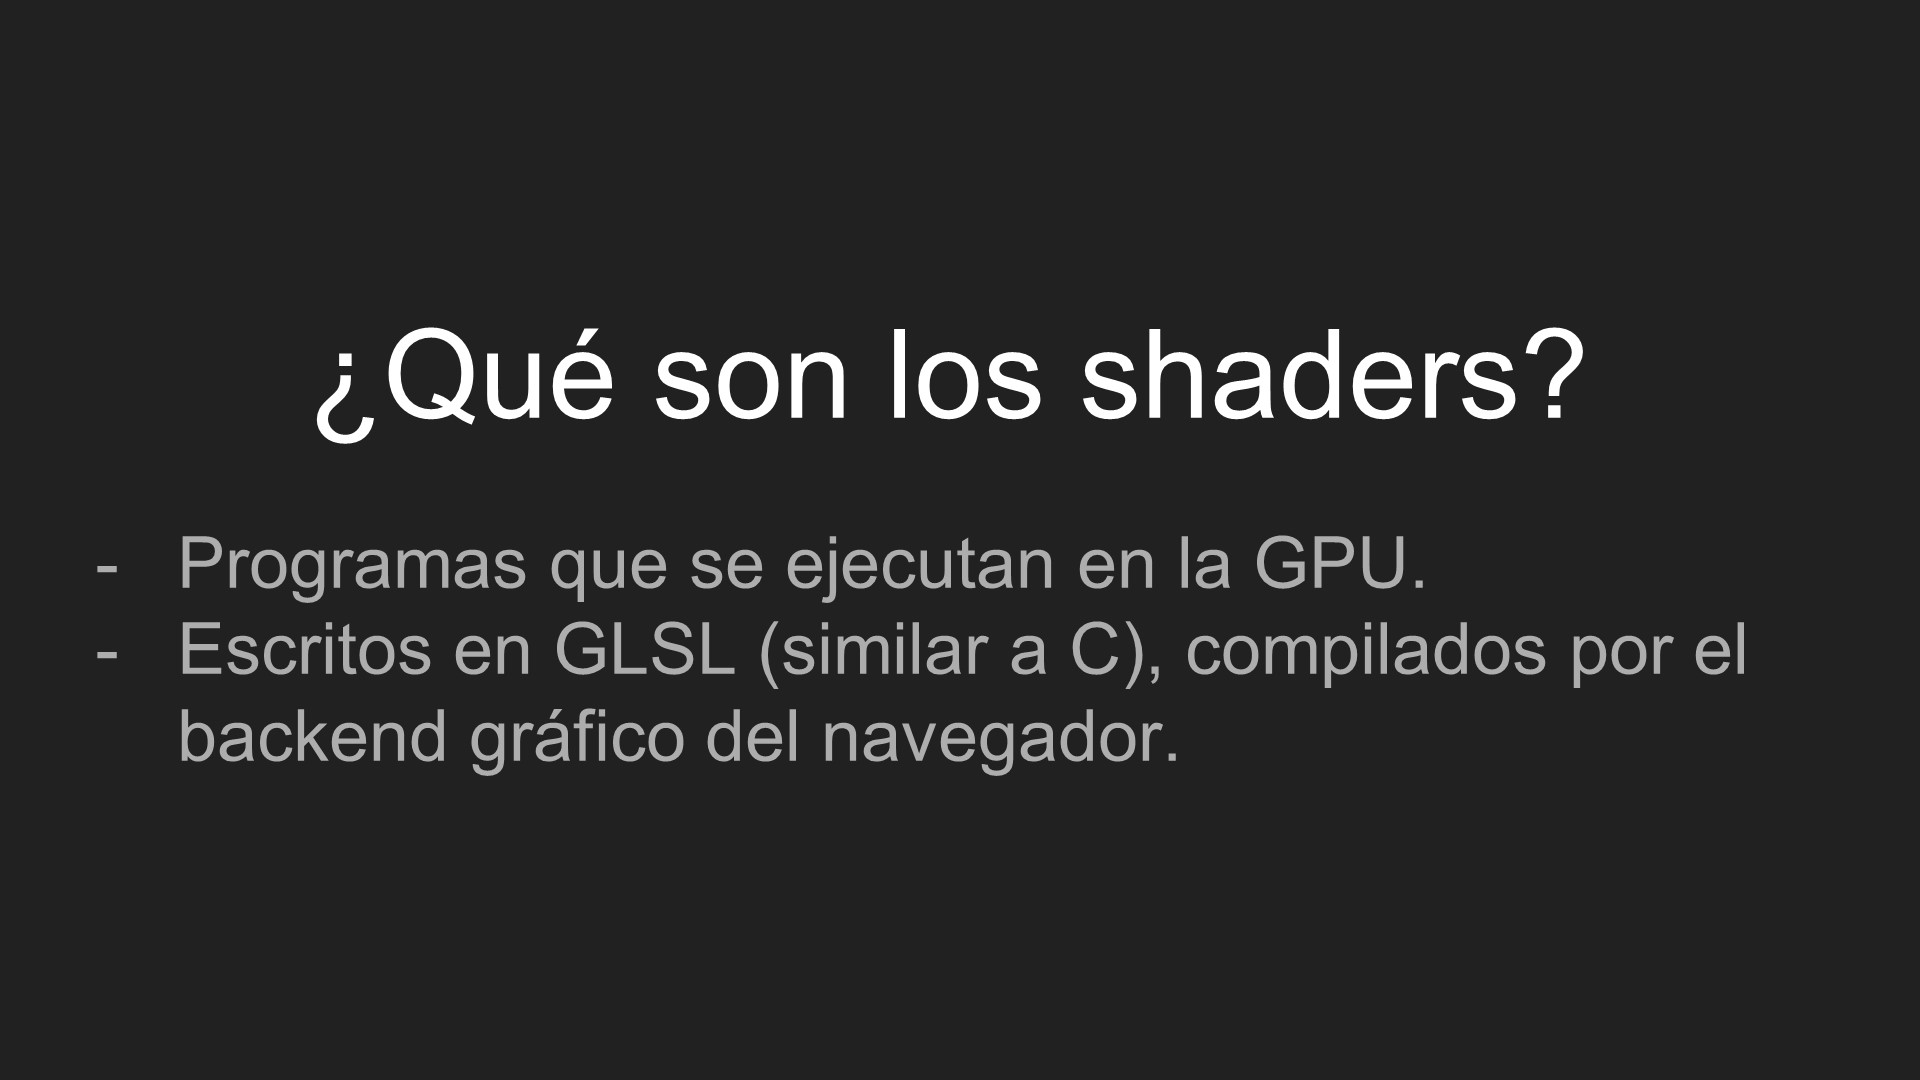 ¿Qué son los shaders?
- Programas que se ejecutan en la GPU.
- Escritos en GLSL (similar a C), compilados por el
backend gráfico del navegador.